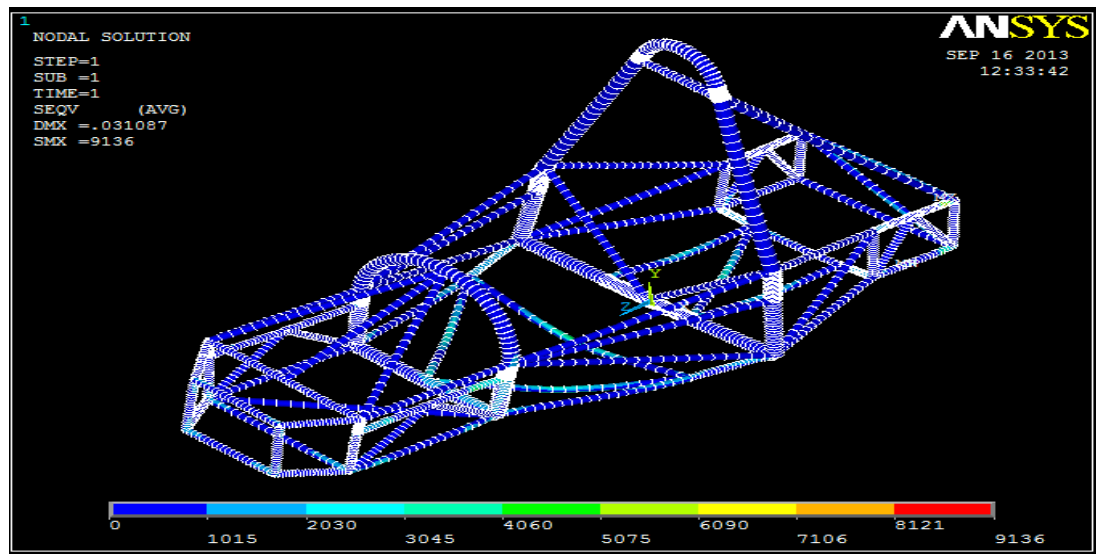 1
NODAL SOLUTION
STEP=1
SUB =1
TIME=1
SEQV (AVG)
DMX =.031087
SMX =9136
ANSYS
SEP 16 2013
12:33:42
Y
Z
0 2030 4060 6090 8121
1015 3045 5075 7106 9136